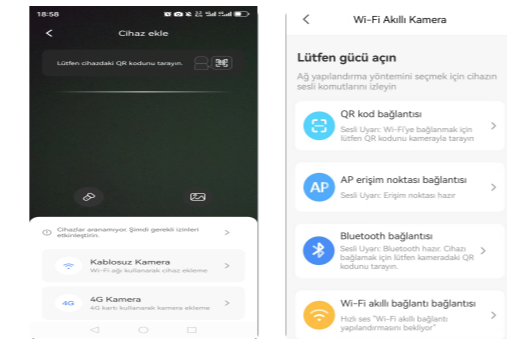 18:58
Cihaz ekle
Lütfen cihazdaki QR kodunu tarayın.
Cihazlar aranamıyor. Şimdi gerekli izinleri
etkinleştirin.
Kablosuz Kamera
Wi-Fi ağı kullanarak cihaz ekleme
4G
4G Kamera
4G kartı kullanarak kamera ekleme
Wi-Fi Akıllı Kamera
Lütfen gücü açın
Ağ yapılandırma yöntemini seçmek için cihazın
sesli komutlarını izleyin
QR kod bağlantısı
Sesli Uyarı: Wi-Fi'ye bağlanmak için
lütfen QR kodunu kamerayla tarayın
AP
AP erişim noktası bağlantısı
Sesli Uyarı: Erişim noktası hazır
Bluetooth bağlantısı
Sesli Uyarı: Bluetooth hazır. Cihazı
bağlamak için lütfen kameradaki QR
kodunu tarayın.
Wi-Fi akıllı bağlantı bağlantısı
Hızlı ses "Wi-Fi akıllı bağlantı
yapılandırmasını bekliyor"